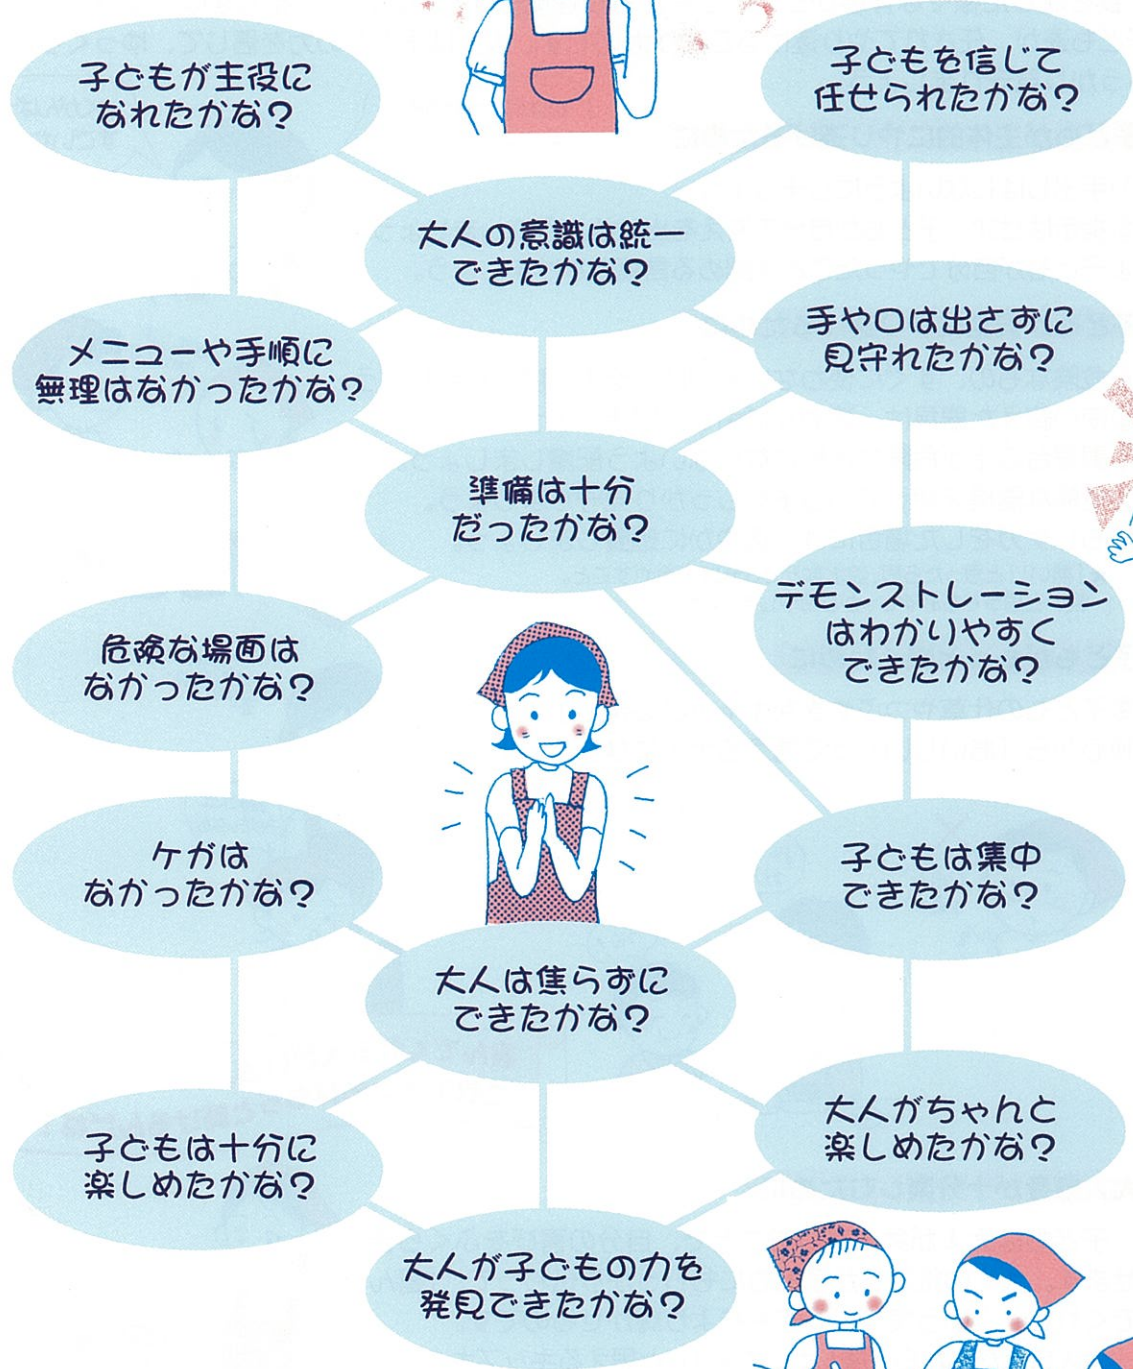 子どもが主役に
なれたかな?
子どもを信じて
任せられたかな?
大人の意識は統一
できたかな?
メニューや手順に
無理はなかったかな?
手や口は出さずに
見守れたかな?
準備は十分
だったかな?
危険な場面は
なかったかな?
デモンストレーション
はわかりやすく
できたかな?
ケガは
なかったかな?
子どもは集中
できたかな?
大人は焦らずに
できたかな?
子どもは十分に
楽しめたかな?
大人がちゃんと
楽しめたかな?
大人が子どもの力を
発見できたかな?